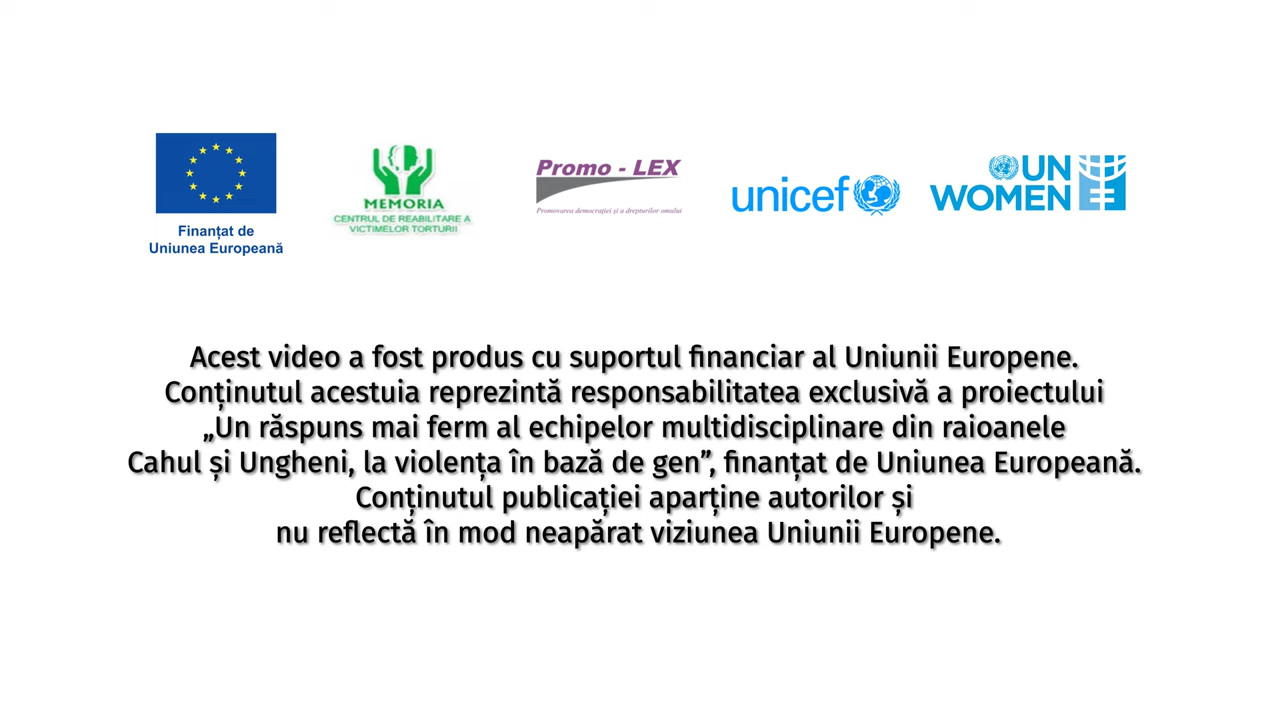 Finanțat de
Uniunea Europeană
MEMORIA
CENTRUL DE REABILITARE A
VICTIMELOR TORTURII
Promo - LEX
Promovarea democrației și a drepturilor omului
unicef
UN
WOMEN
Acest video a fost produs cu suportul financiar al Uniunii Europene.
Conținutul acestuia reprezintă responsabilitatea exclusivă a proiectului
„Un răspuns mai ferm al echipelor multidisciplinare din raioanele
Cahul și Ungheni, la violența în bază de gen”, finanțat de Uniunea Europeană.
Conținutul publicației aparține autorilor și
nu reflectă în mod neapărat viziunea Uniunii Europene.